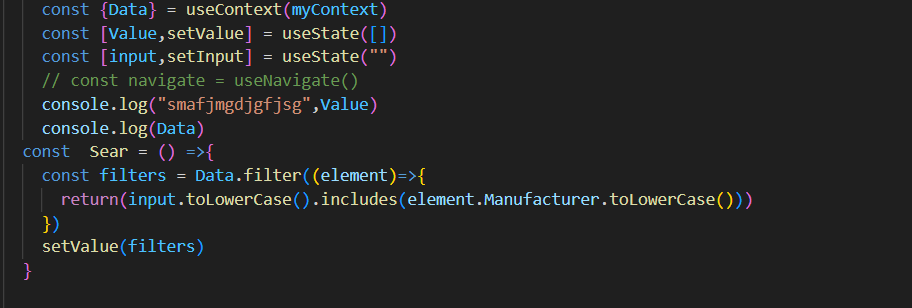 const {Data} = useContext(myContext)
const [Value,setValue] = useState([])
const [input,setInput] = useState("")
// const navigate = useNavigate()
console.log("smafjmgdjgfjsg",Value)
console.log(Data)
const  Sear = () =>{
const filters = Data.filter((element)=>{
return(input.toLowerCase().includes(element.Manufacturer.toLowerCase()))
})
setValue(filters)
}